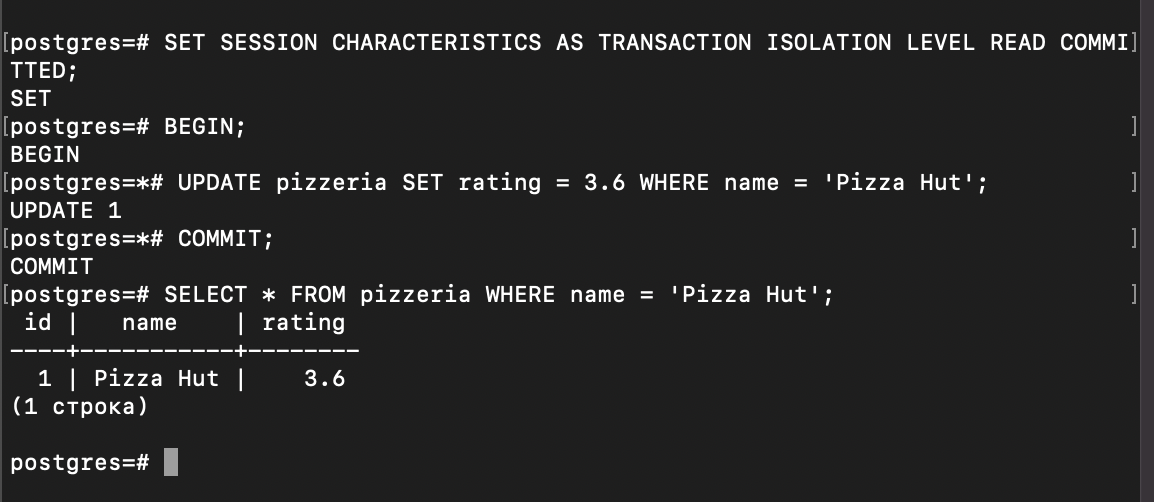 [postgres=# SET SESSION CHARACTERISTICS AS TRANSACTION ISOLATION LEVEL READ COMMI]
TTED;
SET
[postgres=# BEGIN; ]
BEGIN
[postgres=*# UPDATE pizzeria SET rating = 3.6 WHERE name = 'Pizza Hut'; ]
UPDATE 1
[postgres=*# COMMIT; ]
COMMIT
[postgres=# SELECT * FROM pizzeria WHERE name = 'Pizza Hut'; ]
 id |   name    | rating
----+-----------+--------
  1 | Pizza Hut |    3.6
(1 строка)
postgres=#